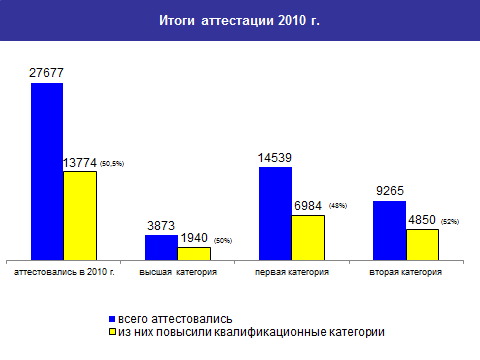 Итоги аттестации 2010 г.
27677
13774 (50,5%)
3873
1940 (50%)
14539
6984 (48%)
9265
4850 (52%)
аттестовались в 2010 г.
высшая категория
первая категория
вторая категория
всего аттестовались
из них повысили квалификационные категории